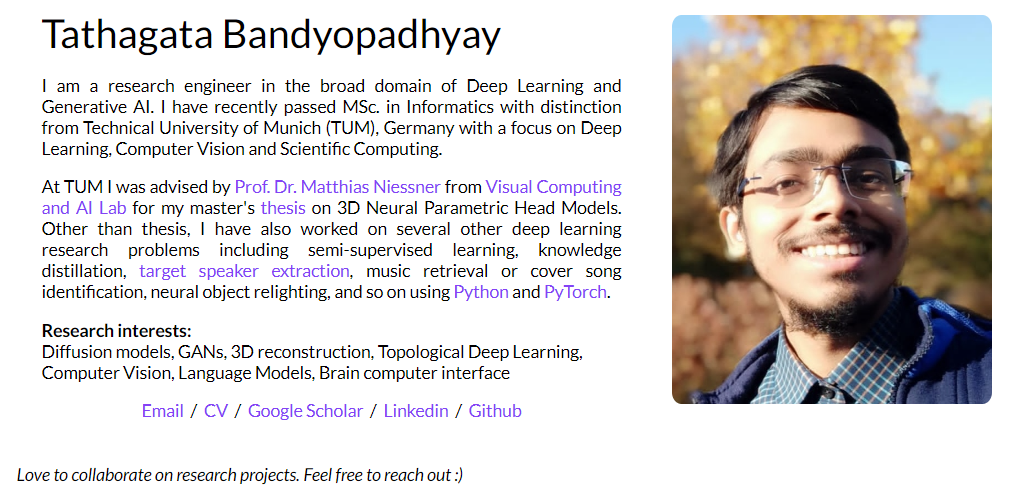 Tathagata Bandyopadhyay
I am a research engineer in the broad domain of Deep Learning and
Generative AI. I have recently passed MSc. in Informatics with distinction
from Technical University of Munich (TUM), Germany with a focus on Deep
Learning, Computer Vision and Scientific Computing.
At TUM I was advised by Prof. Dr. Matthias Niessner from Visual Computing
and AI Lab for my master's thesis on 3D Neural Parametric Head Models.
Other than thesis, I have also worked on several other deep learning
research problems including semi-supervised learning, knowledge
distillation, target speaker extraction, music retrieval or cover song
identification, neural object relighting, and so on using Python and PyTorch.
Research interests:
Diffusion models, GANs, 3D reconstruction, Topological Deep Learning,
Computer Vision, Language Models, Brain computer interface
Email / CV / Google Scholar / Linkedin / Github
Love to collaborate on research projects. Feel free to reach out :)